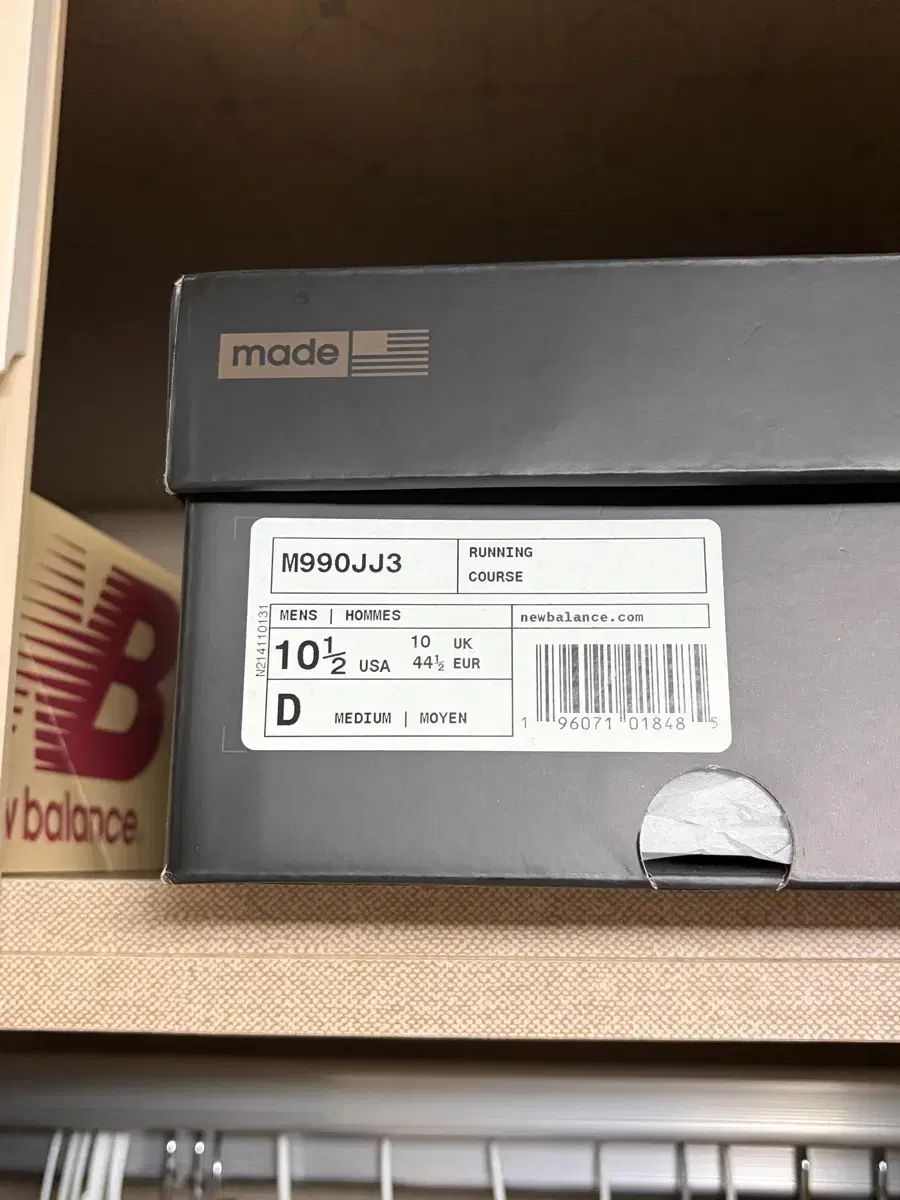 made
M990JJ3
RUNNING
COURSE
MENS | HOMMES
newbalance.com
10½ USA
10 UK
44½ EUR
D MEDIUM | MOYEN
N214110131
1 96071 01848 5
NB
balance